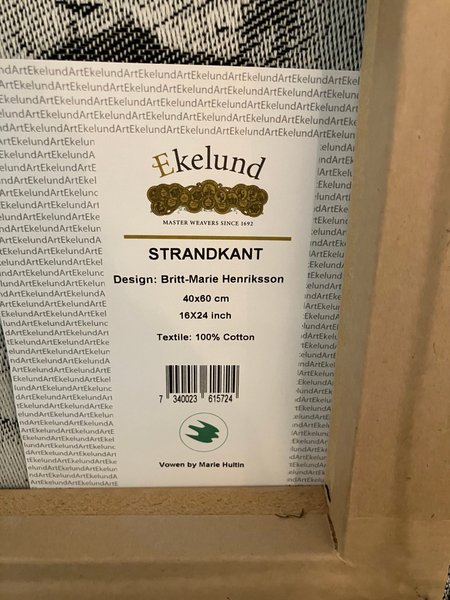 ndArtEkelundArtEkelundArtEkelundArtEkelundArtEke
Ekelund
MASTER WEAVERS SINCE 1692
STRANDKANT
Design: Britt-Marie Henriksson
40x60 cm
16X24 inch
Textile: 100% Cotton
7 340023 615724
Vowen by Marie Hultin